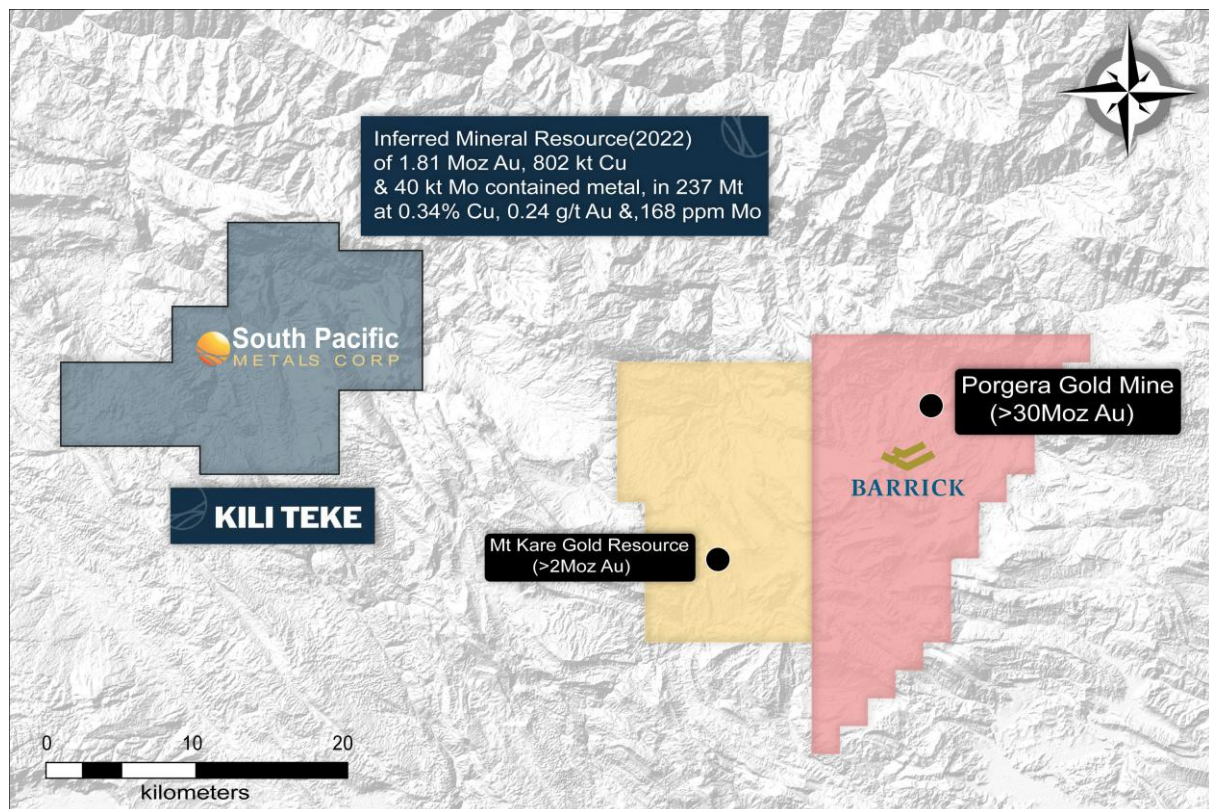 Inferred Mineral Resource(2022)
of 1.81 Moz Au, 802 kt Cu
& 40 kt Mo contained metal, in 237 Mt
at 0.34% Cu, 0.24 g/t Au &,168 ppm Mo
South Pacific
METALS CORP
KILI TEKE
Porgera Gold Mine
(>30Moz Au)
BARRICK
Mt Kare Gold Resource
(>2Moz Au)
0 10 20
kilometers